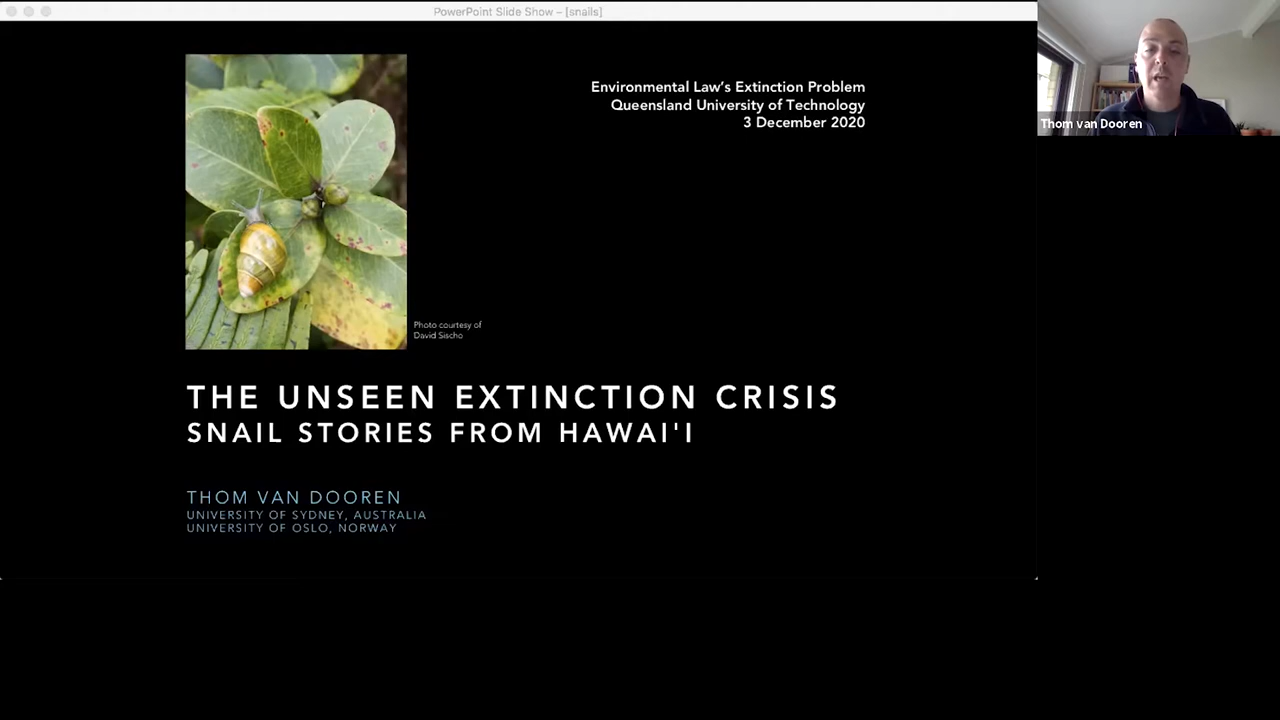 PowerPoint Slide Show – [snails]
Environmental Law's Extinction Problem
Queensland University of Technology
3 December 2020
Thom van Dooren
Photo courtesy of
David Sischo
THE UNSEEN EXTINCTION CRISIS
SNAIL STORIES FROM HAWAI'I
THOM VAN DOOREN
UNIVERSITY OF SYDNEY, AUSTRALIA
UNIVERSITY OF OSLO, NORWAY